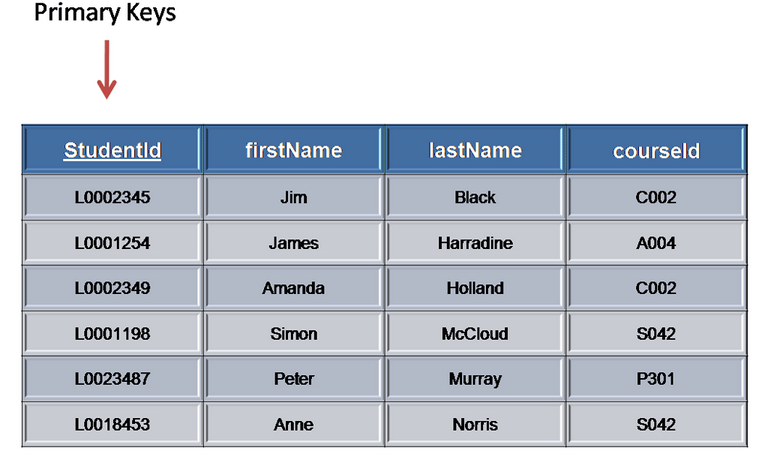 Primary Keys
StudentId firstName lastName courseId
L0002345 Jim Black C002
L0001254 James Harradine A004
L0002349 Amanda Holland C002
L0001198 Simon McCloud S042
L0023487 Peter Murray P301
L0018453 Anne Norris S042